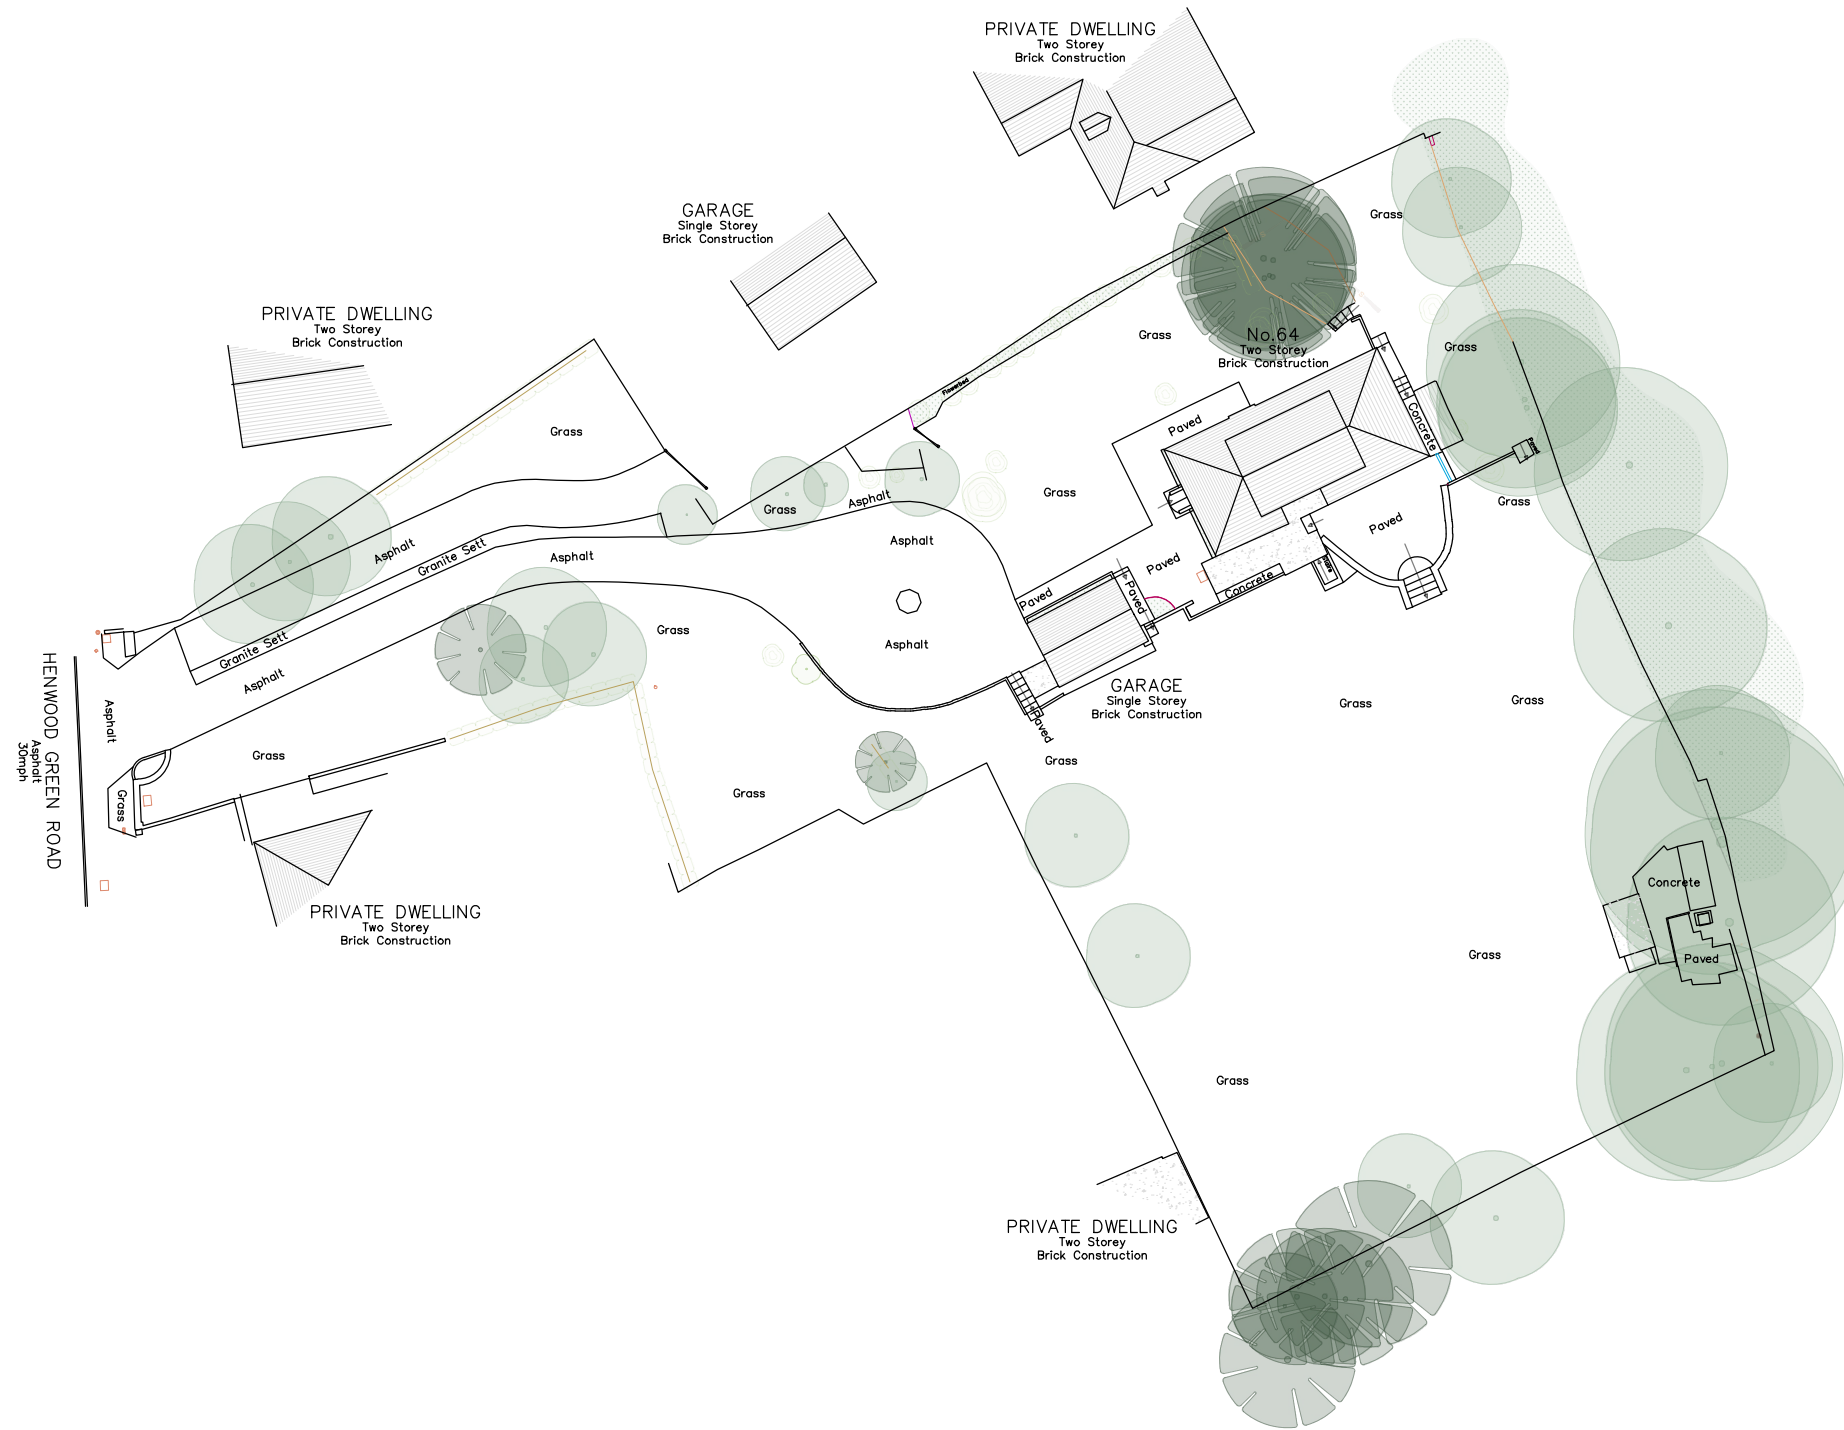 PRIVATE DWELLING
Two Storey
Brick Construction
GARAGE
Single Storey
Brick Construction
Grass
PRIVATE DWELLING
Two Storey
Brick Construction
Grass
No.64
Two Storey
Brick Construction
Grass
Flowerbed
Concrete
Paved
Grass
Paved
Grass
Asphalt
Grass
Grass
Paved
Asphalt
Asphalt
Granite Sett
Asphalt
Paved
Concrete
Store
Paved
Paved
Grass
Asphalt
Granite Sett
Asphalt
GARAGE
Single Storey
Brick Construction
Grass
Grass
Asphalt
Paved
HENWOOD GREEN ROAD
Asphalt
30mph
Grass
Grass
Grass
Grass
Concrete
PRIVATE DWELLING
Two Storey
Brick Construction
Grass
Paved
Grass
PRIVATE DWELLING
Two Storey
Brick Construction